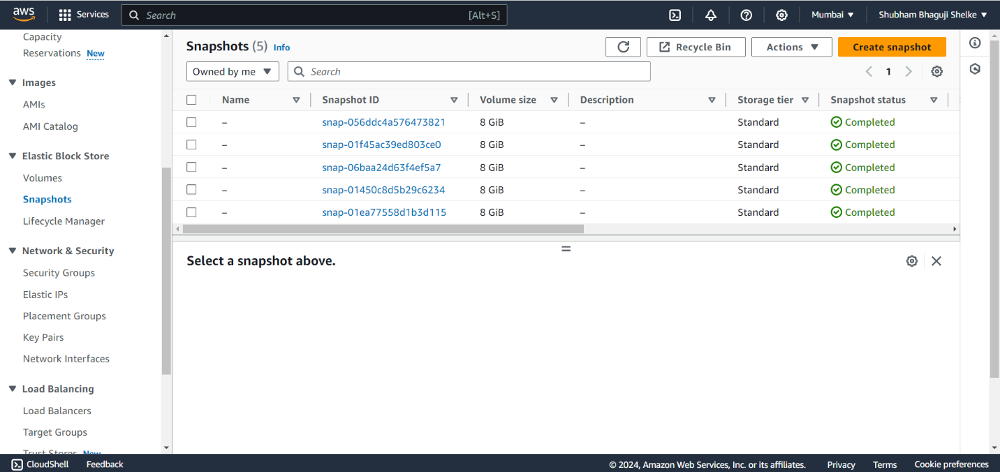 aws Services Search [Alt+S] Mumbai Shubham Bhaguji Shelke
Capacity
Reservations New
Images
AMIs
AMI Catalog
Elastic Block Store
Volumes
Snapshots
Lifecycle Manager
Network & Security
Security Groups
Elastic IPs
Placement Groups
Key Pairs
Network Interfaces
Load Balancing
Load Balancers
Target Groups
Trust Stores New
Snapshots (5) Info Recycle Bin Actions Create snapshot
Owned by me Search 1
Name Snapshot ID Volume size Description Storage tier Snapshot status
– snap-056ddc4a576473821 8 GiB – Standard Completed
– snap-01f45ac39ed803ce0 8 GiB – Standard Completed
– snap-06baa24d63f4ef5a7 8 GiB – Standard Completed
– snap-01450c8d5b29c6234 8 GiB – Standard Completed
– snap-01ea77558d1b3d115 8 GiB – Standard Completed
Select a snapshot above.
CloudShell Feedback © 2024, Amazon Web Services, Inc. or its affiliates. Privacy Terms Cookie preferences